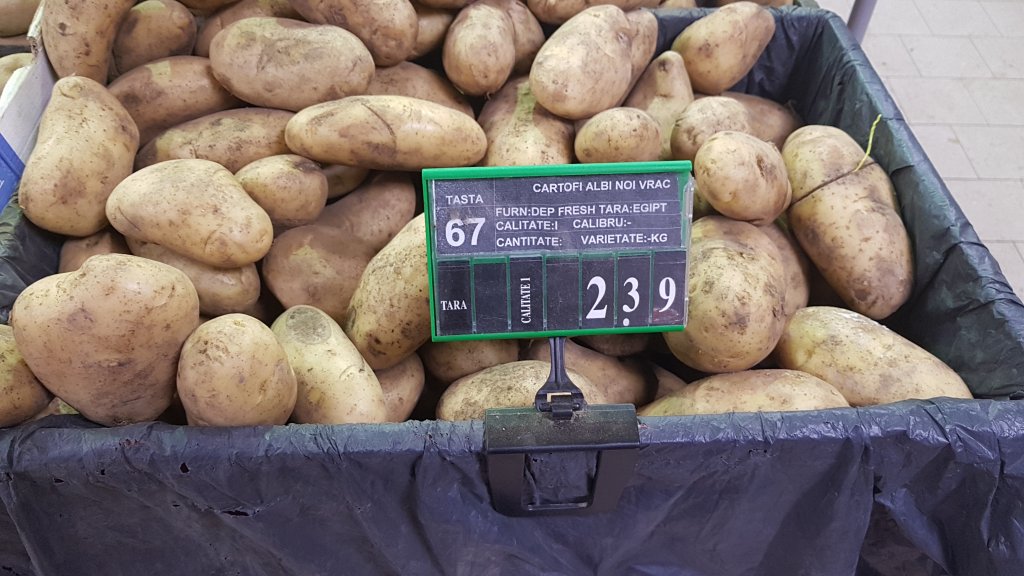 CARTOFI ALBI NOI VRAC
TASTA
67
FURN:DEP FRESH TARA:EGIPT
CALITATE:I CALIBRU:-
CANTITATE: VARIETATE:-KG
TARA
CALITATE 1
2,39